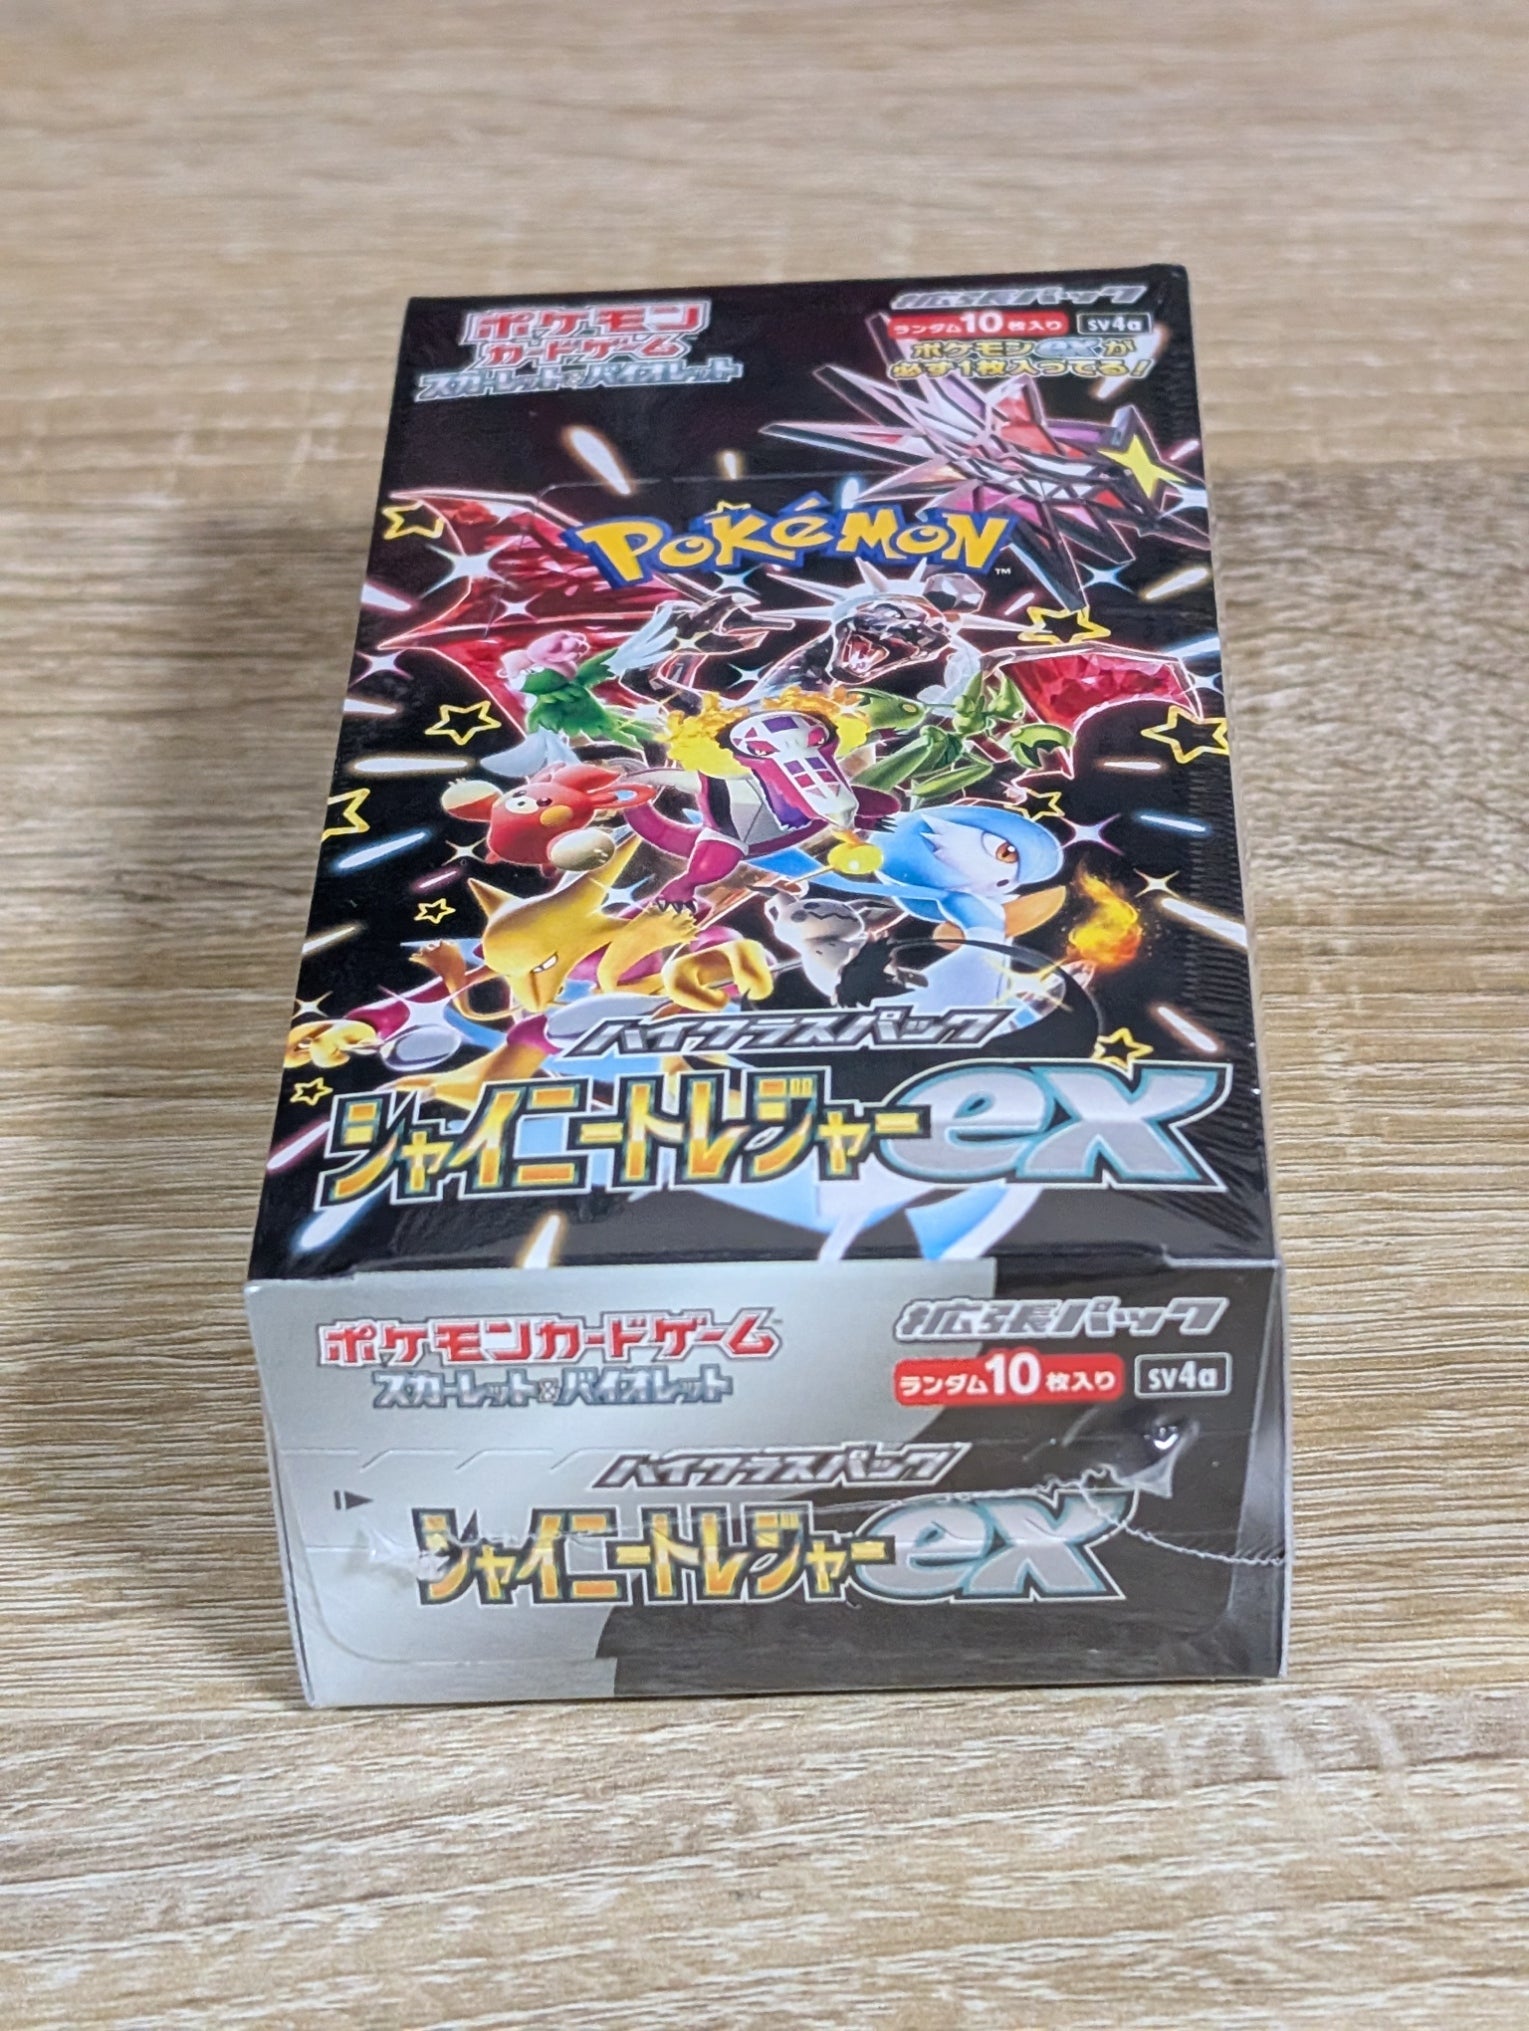 ポケモン
カードゲーム
スカーレット&バイオレット
拡張パック
ランダム10枚入り sv4a
ポケモンexが
必ず1枚入ってる!
POKéMON™
ハイクラスパック
シャイニートレジャーex
ポケモンカードゲーム
スカーレット&バイオレット
拡張パック
ランダム10枚入り sv4a
ハイクラスパック
シャイニートレジャーex